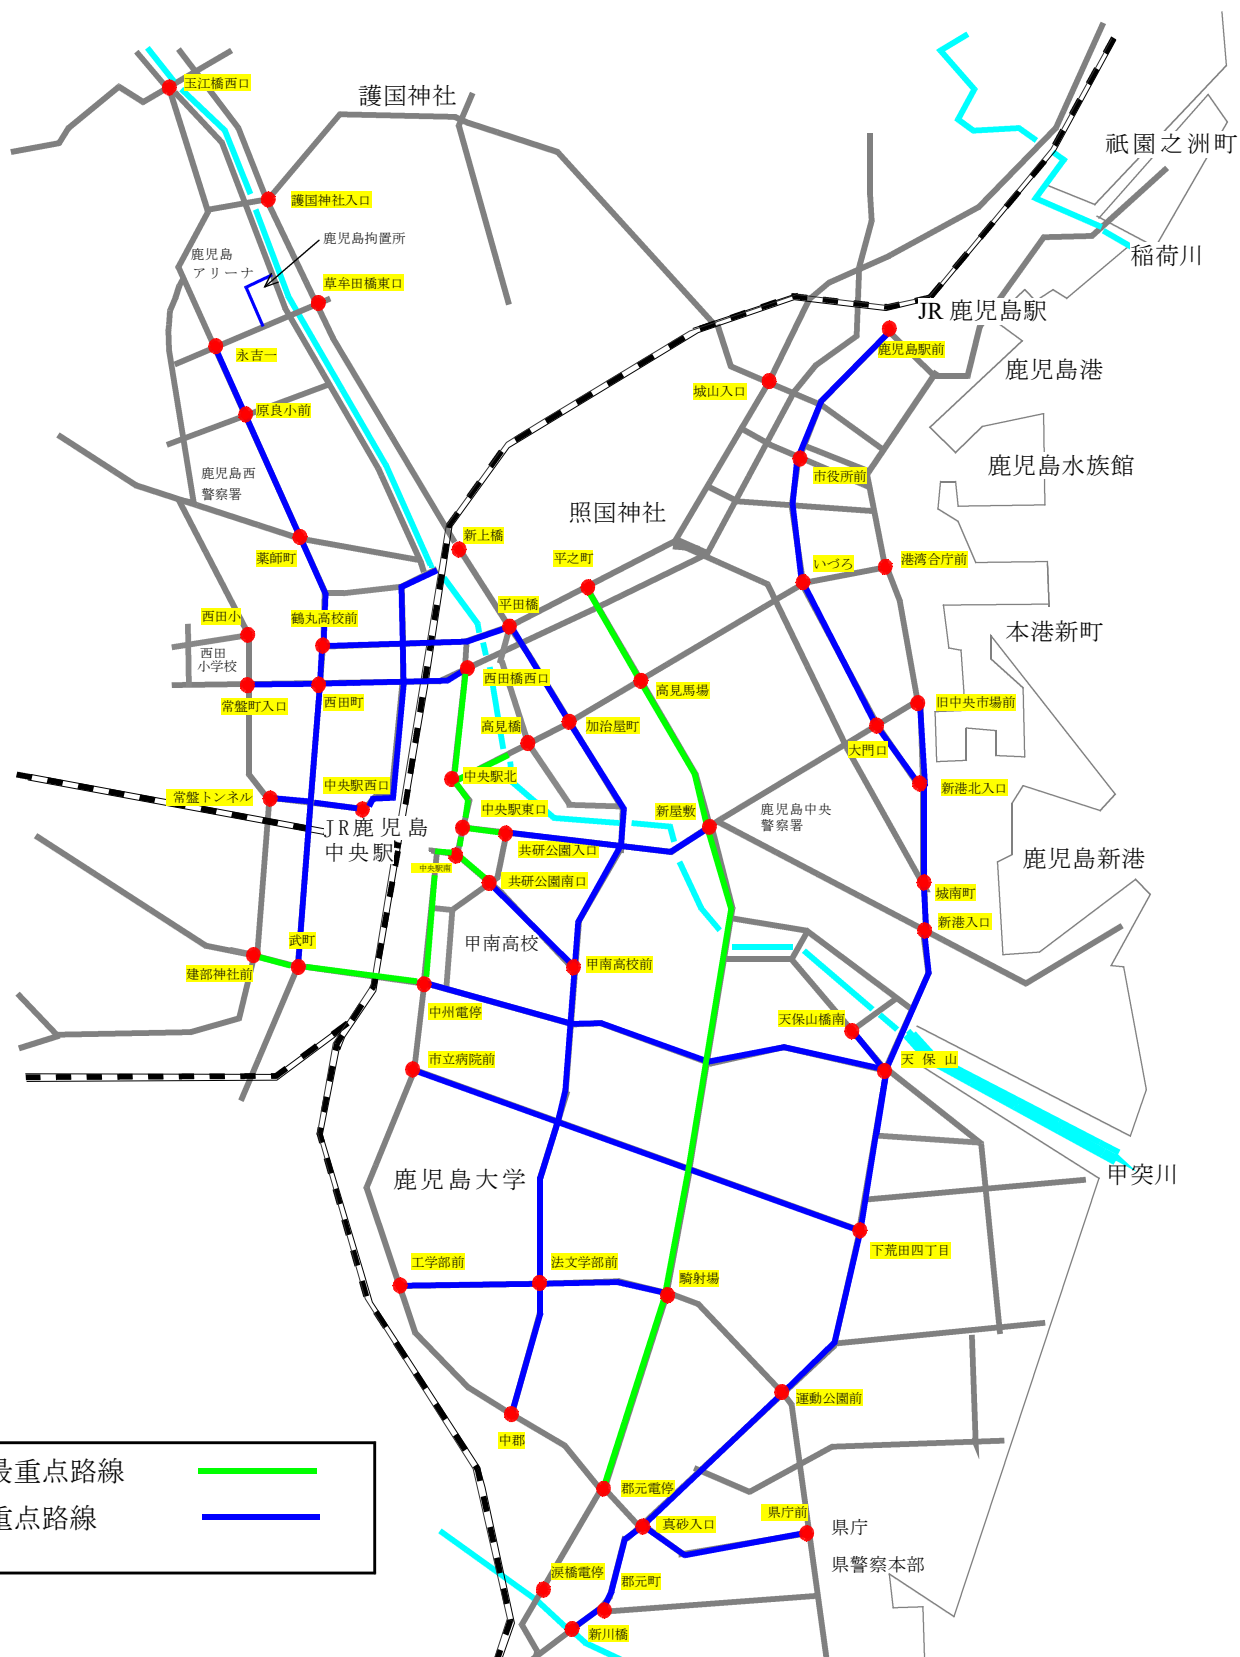 玉江橋西口
護国神社
祇園之洲町
護国神社入口
鹿児島拘置所
鹿児島
アリーナ
稲荷川
草牟田橋東口
JR 鹿児島駅
永吉一
鹿児島駅前
鹿児島港
城山入口
原良小前
鹿児島水族館
鹿児島西
警察署
市役所前
照国神社
新上橋
薬師町
平之町
いづろ
港湾合庁前
平田橋
西田小
鶴丸高校前
本港新町
西田
小学校
西田橋西口
高見馬場
常盤町入口
西田町
旧中央市場前
高見橋
加治屋町
大門口
中央駅北
中央駅西口
新港北入口
常盤トンネル
中央駅東口
新屋敷
鹿児島中央
警察署
JR鹿児島
中央駅
共研公園入口
鹿児島新港
中央駅南
共研公園南口
城南町
新港入口
武町
甲南高校
建部神社前
甲南高校前
中州電停
天保山橋南
市立病院前
天保山
鹿児島大学
甲突川
下荒田四丁目
工学部前
法文学部前
騎射場
運動公園前
中郡
最重点路線
郡元電停
重点路線
真砂入口
県庁前
県庁
県警察本部
涙橋電停
郡元町
新川橋